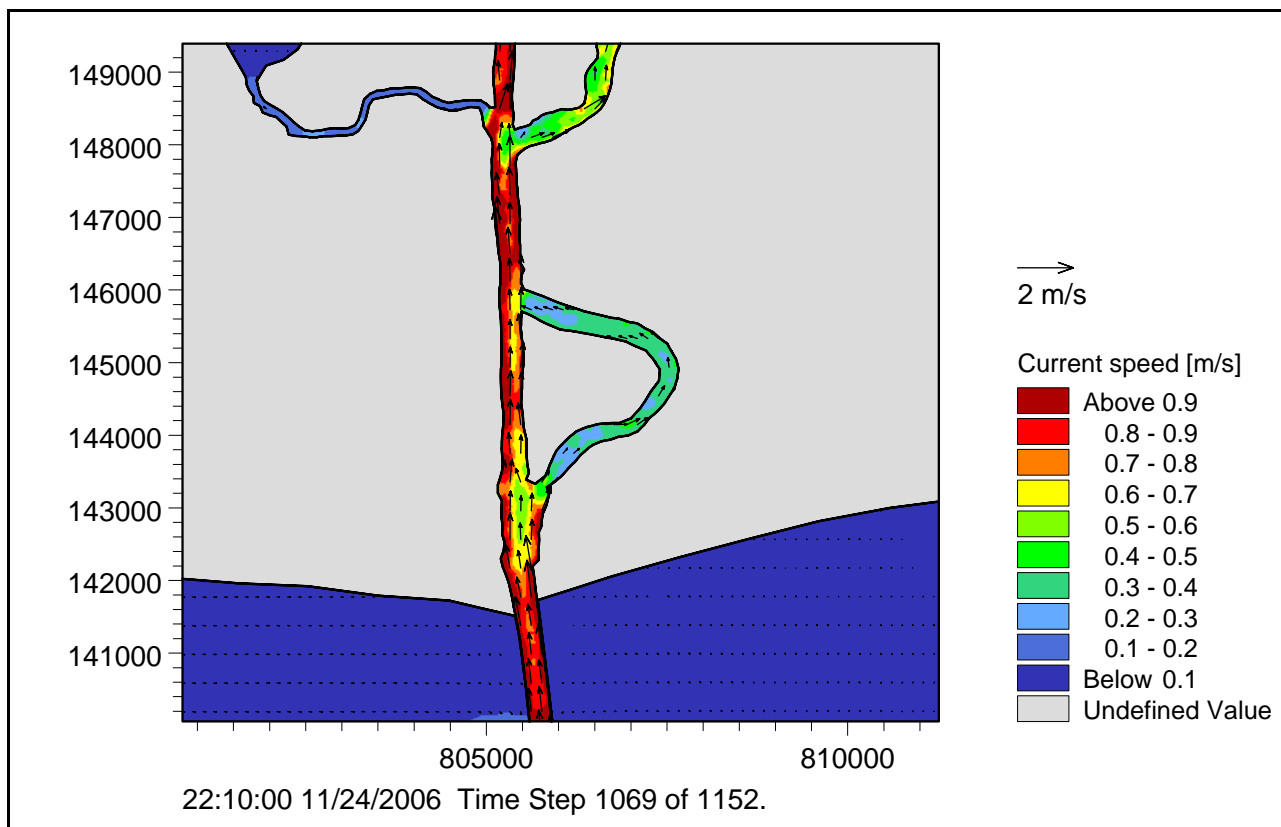 149000
148000
147000
146000
145000
144000
143000
142000
141000
805000
810000
22:10:00 11/24/2006 Time Step 1069 of 1152.
2 m/s
Current speed [m/s]
Above 0.9
0.8 - 0.9
0.7 - 0.8
0.6 - 0.7
0.5 - 0.6
0.4 - 0.5
0.3 - 0.4
0.2 - 0.3
0.1 - 0.2
Below 0.1
Undefined Value